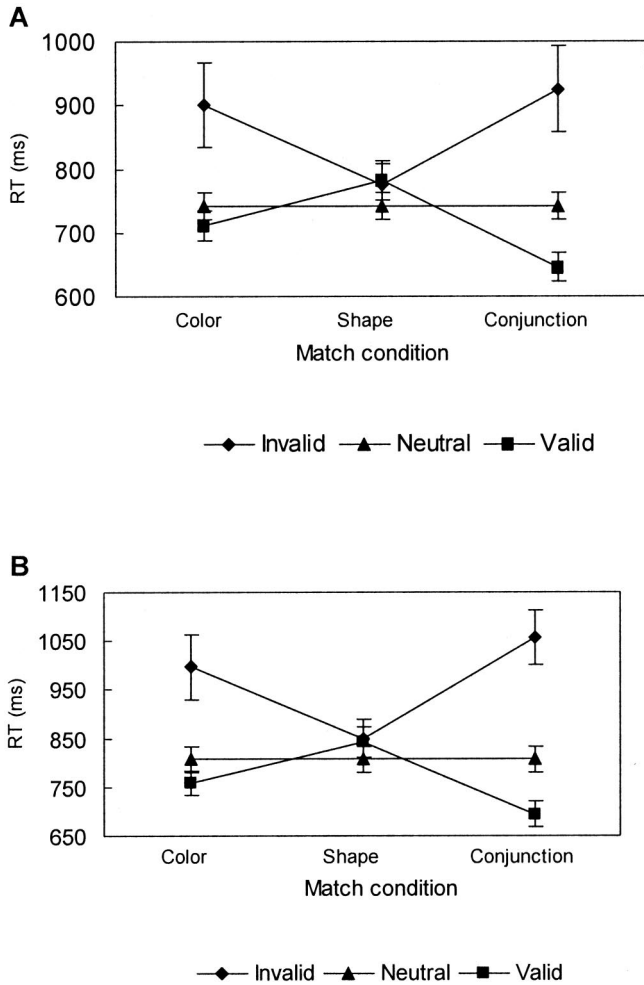 A
1000
900
800
700
600
RT (ms)
Color Shape Conjunction
Match condition
Invalid Neutral Valid
B
1150
1050
950
850
750
650
RT (ms)
Color Shape Conjunction
Match condition
Invalid Neutral Valid